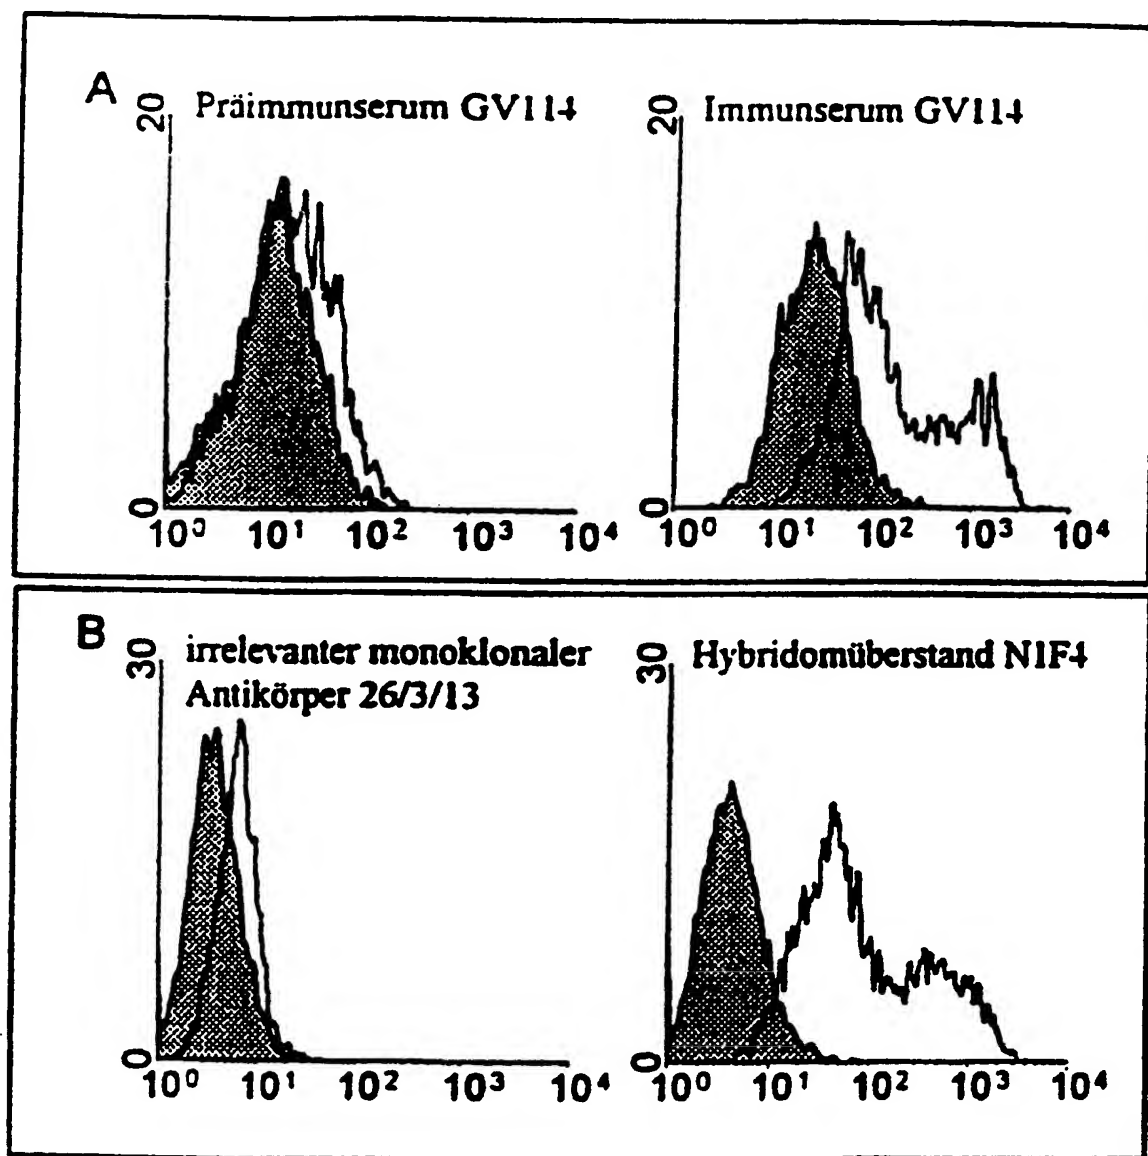 A
Präimmunserum GV114
Immunserum GV114
20
0
10⁰ 10¹ 10² 10³ 10⁴
20
0
10⁰ 10¹ 10² 10³ 10⁴
B
irrelevanter monoklonaler
Antikörper 26/3/13
Hybridomüberstand N1F4
30
0
10⁰ 10¹ 10² 10³ 10⁴
30
0
10⁰ 10¹ 10² 10³ 10⁴